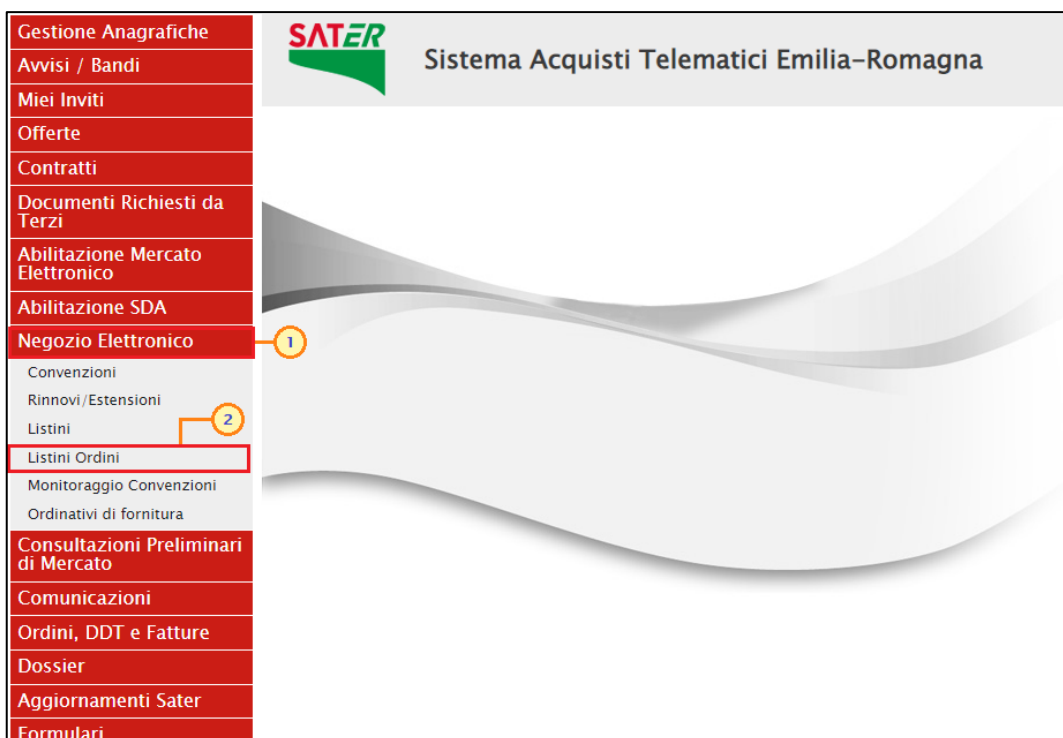 Gestione Anagrafiche
Avvisi / Bandi
Miei Inviti
Offerte
Contratti
Documenti Richiesti da
Terzi
Abilitazione Mercato
Elettronico
Abilitazione SDA
Negozio Elettronico
Convenzioni
Rinnovi/Estensioni
Listini
Listini Ordini
Monitoraggio Convenzioni
Ordinativi di fornitura
Consultazioni Preliminari
di Mercato
Comunicazioni
Ordini, DDT e Fatture
Dossier
Aggiornamenti Sater
Formulari
SATER
Sistema Acquisti Telematici Emilia-Romagna
1
2